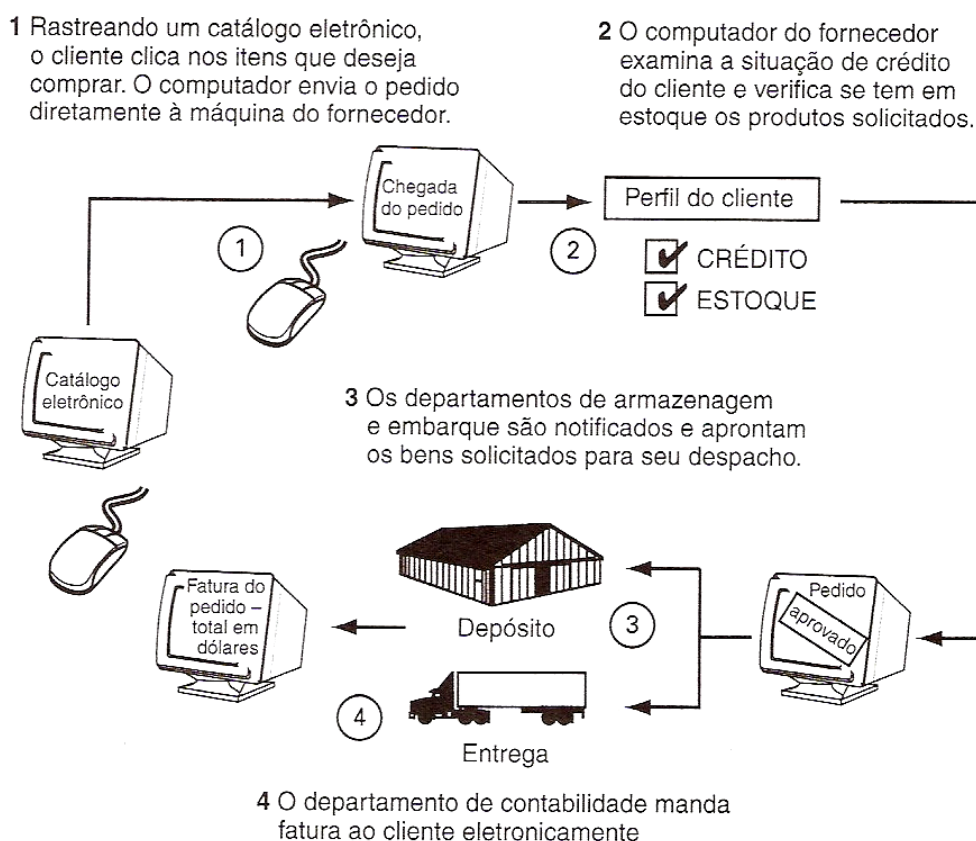 1 Rastreando um catálogo eletrônico,
o cliente clica nos itens que deseja
comprar. O computador envia o pedido
diretamente à máquina do fornecedor.
2 O computador do fornecedor
examina a situação de crédito
do cliente e verifica se tem em
estoque os produtos solicitados.
Chegada
do pedido
Perfil do cliente
1
2
CRÉDITO
ESTOQUE
Catálogo
eletrônico
3 Os departamentos de armazenagem
e embarque são notificados e aprontam
os bens solicitados para seu despacho.
Fatura do
pedido –
total em
dólares
Depósito
3
Pedido
aprovado
4
Entrega
4 O departamento de contabilidade manda
fatura ao cliente eletronicamente